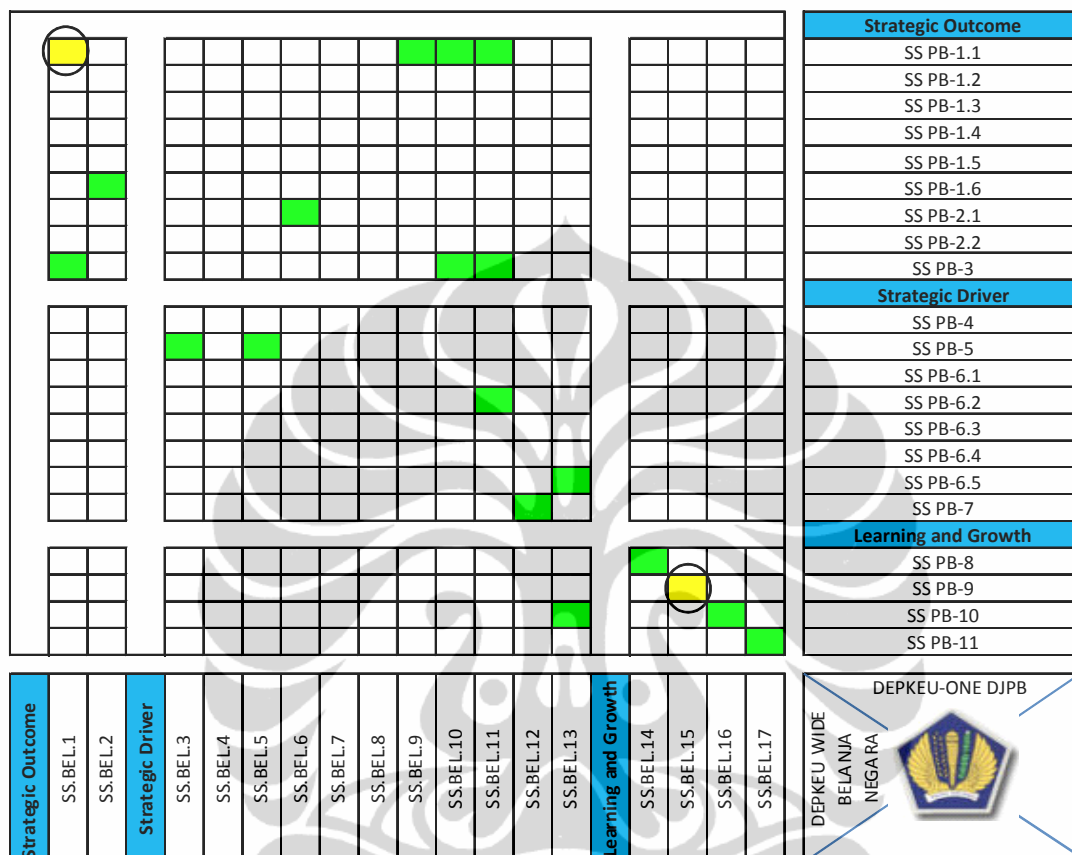 Strategic Outcome
SS PB-1.1
SS PB-1.2
SS PB-1.3
SS PB-1.4
SS PB-1.5
SS PB-1.6
SS PB-2.1
SS PB-2.2
SS PB-3
Strategic Driver
SS PB-4
SS PB-5
SS PB-6.1
SS PB-6.2
SS PB-6.3
SS PB-6.4
SS PB-6.5
SS PB-7
Learning and Growth
SS PB-8
SS PB-9
SS PB-10
SS PB-11
Strategic Outcome
SS.BEL.1
SS.BEL.2
Strategic Driver
SS.BEL.3
SS.BEL.4
SS.BEL.5
SS.BEL.6
SS.BEL.7
SS.BEL.8
SS.BEL.9
SS.BEL.10
SS.BEL.11
SS.BEL.12
SS.BEL.13
Learning and Growth
SS.BEL.14
SS.BEL.15
SS.BEL.16
SS.BEL.17
DEPKEU-ONE DJPB
DEPKEU WIDE
BELANJA
NEGARA